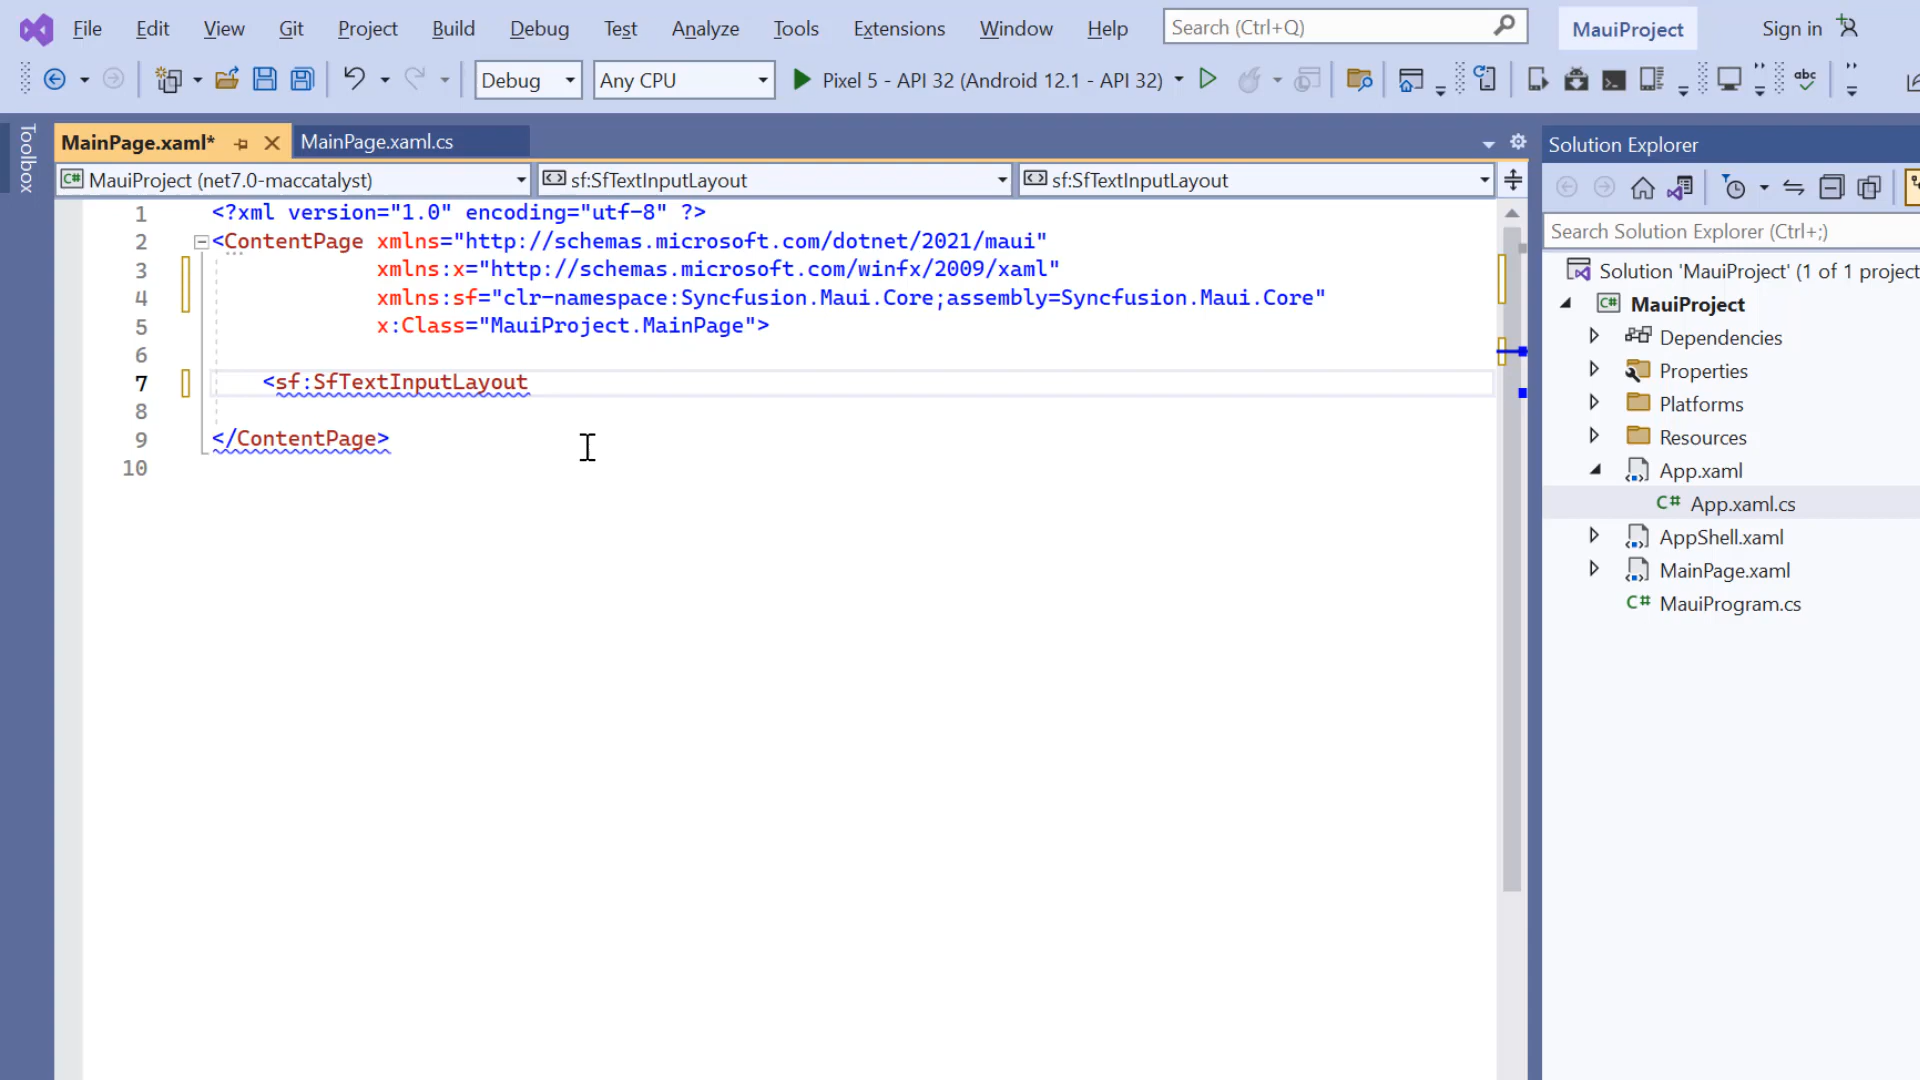 File Edit View Git Project Build Debug Test Analyze Tools Extensions Window Help Search (Ctrl+Q) MauiProject Sign in
Debug Any CPU Pixel 5 - API 32 (Android 12.1 - API 32) abc
Toolbox
MainPage.xaml* MainPage.xaml.cs
MauiProject (net7.0-maccatalyst) sf:SfTextInputLayout sf:SfTextInputLayout
1 <?xml version="1.0" encoding="utf-8" ?>
2 <ContentPage xmlns="http://schemas.microsoft.com/dotnet/2021/maui"
3 xmlns:x="http://schemas.microsoft.com/winfx/2009/xaml"
4 xmlns:sf="clr-namespace:Syncfusion.Maui.Core;assembly=Syncfusion.Maui.Core"
5 x:Class="MauiProject.MainPage">
6
7 <sf:SfTextInputLayout
8
9 </ContentPage>
10
Solution Explorer
Search Solution Explorer (Ctrl+;)
Solution 'MauiProject' (1 of 1 project
C# MauiProject
Dependencies
Properties
Platforms
Resources
App.xaml
C# App.xaml.cs
AppShell.xaml
MainPage.xaml
C# MauiProgram.cs